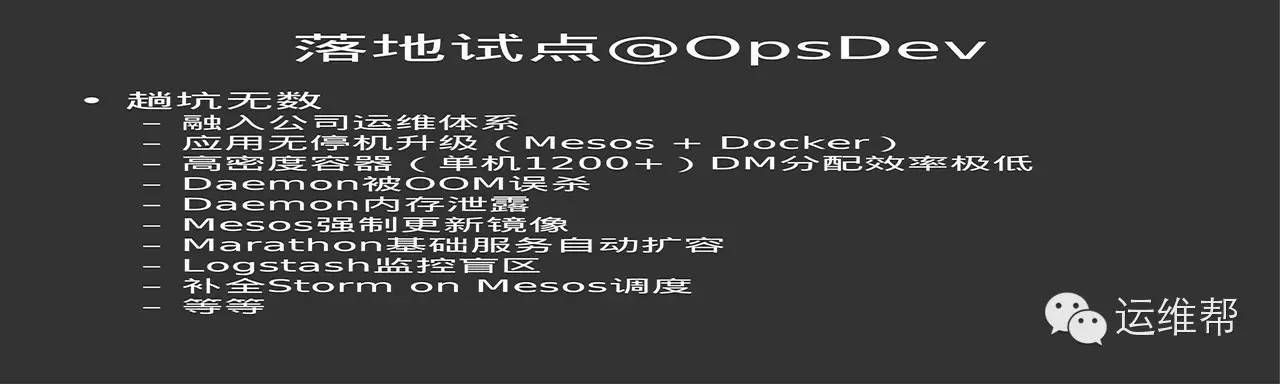 落地试点@OpsDev
• 趟坑无数
– 融入公司运维体系
– 应用无停机升级（Mesos + Docker）
– 高密度容器（单机1200+）DM分配效率极低
– Daemon被OOM误杀
– Daemon内存泄露
– Mesos强制更新镜像
– Marathon基础服务自动扩容
– Logstash监控盲区
– 补全Storm on Mesos调度
– 等等
运维帮